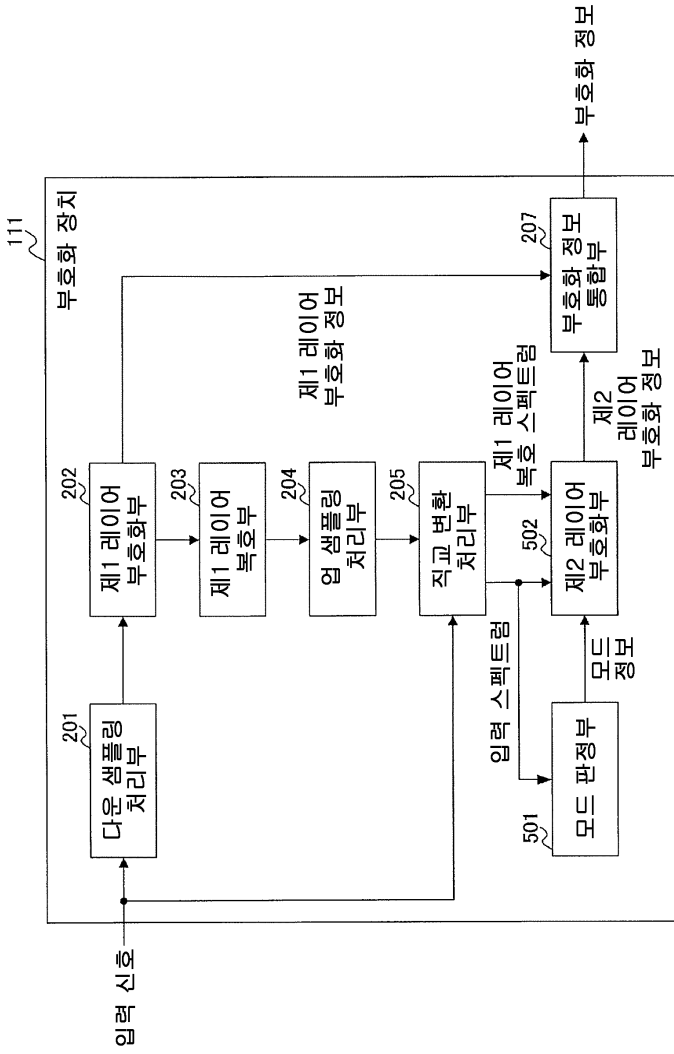 111
부호화 장치
입력 신호
201
다운 샘플링
처리부
202
제1 레이어
부호화부
203
제1 레이어
복호부
204
업 샘플링
처리부
205
직교 변환
처리부
제1 레이어
부호화 정보
입력 스펙트럼
제1 레이어
복호 스펙트럼
501
모드 판정부
모드
정보
502
제2 레이어
부호화부
제2
레이어
부호화 정보
207
부호화 정보
통합부
부호화 정보